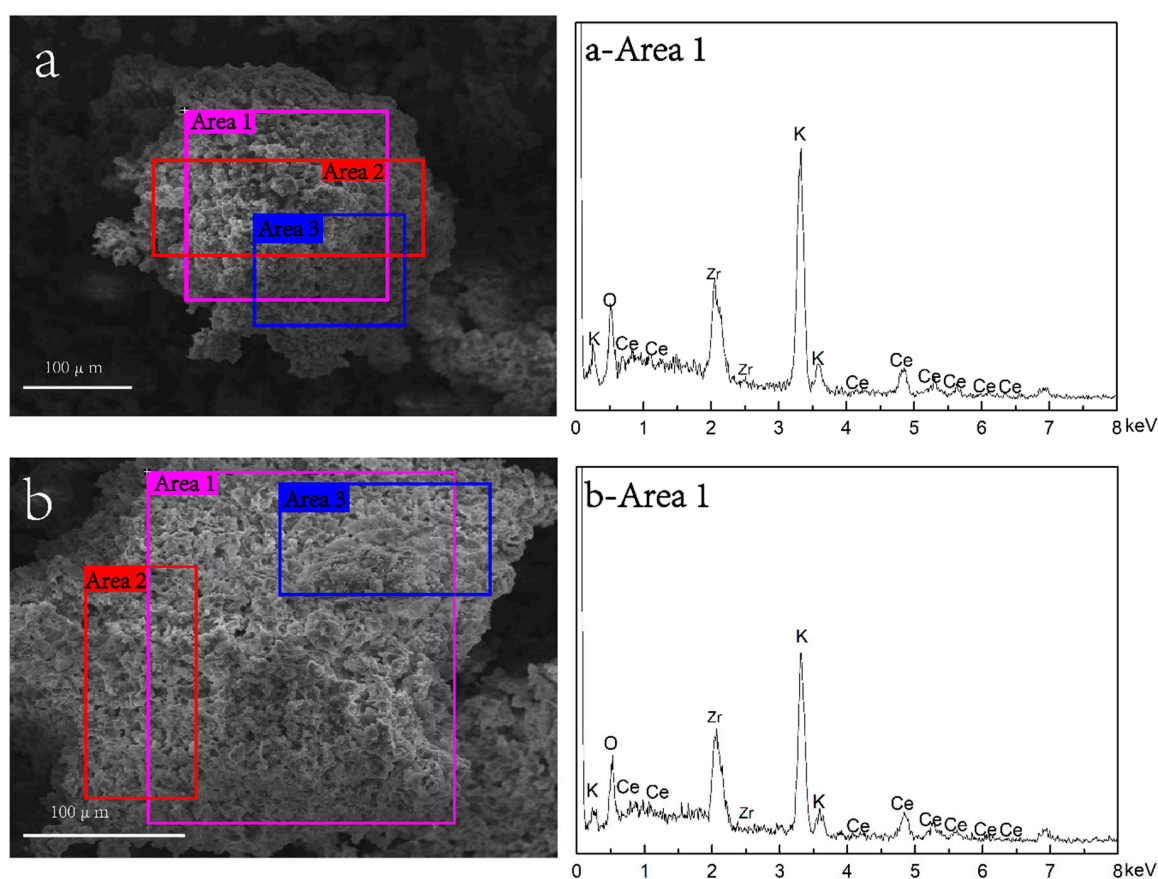 a
Area 1
Area 2
Area 3
100 μ m
a-Area 1
K
Zr
O
K
Ce
Ce
Zr
K
Ce
Ce
Ce
Ce
Ce
Ce
0 1 2 3 4 5 6 7 8 keV
b
Area 1
Area 3
Area 2
100 μ m
b-Area 1
K
Zr
O
K
Ce
Ce
Zr
K
Ce
Ce
Ce
Ce
Ce
Ce
0 1 2 3 4 5 6 7 8 keV